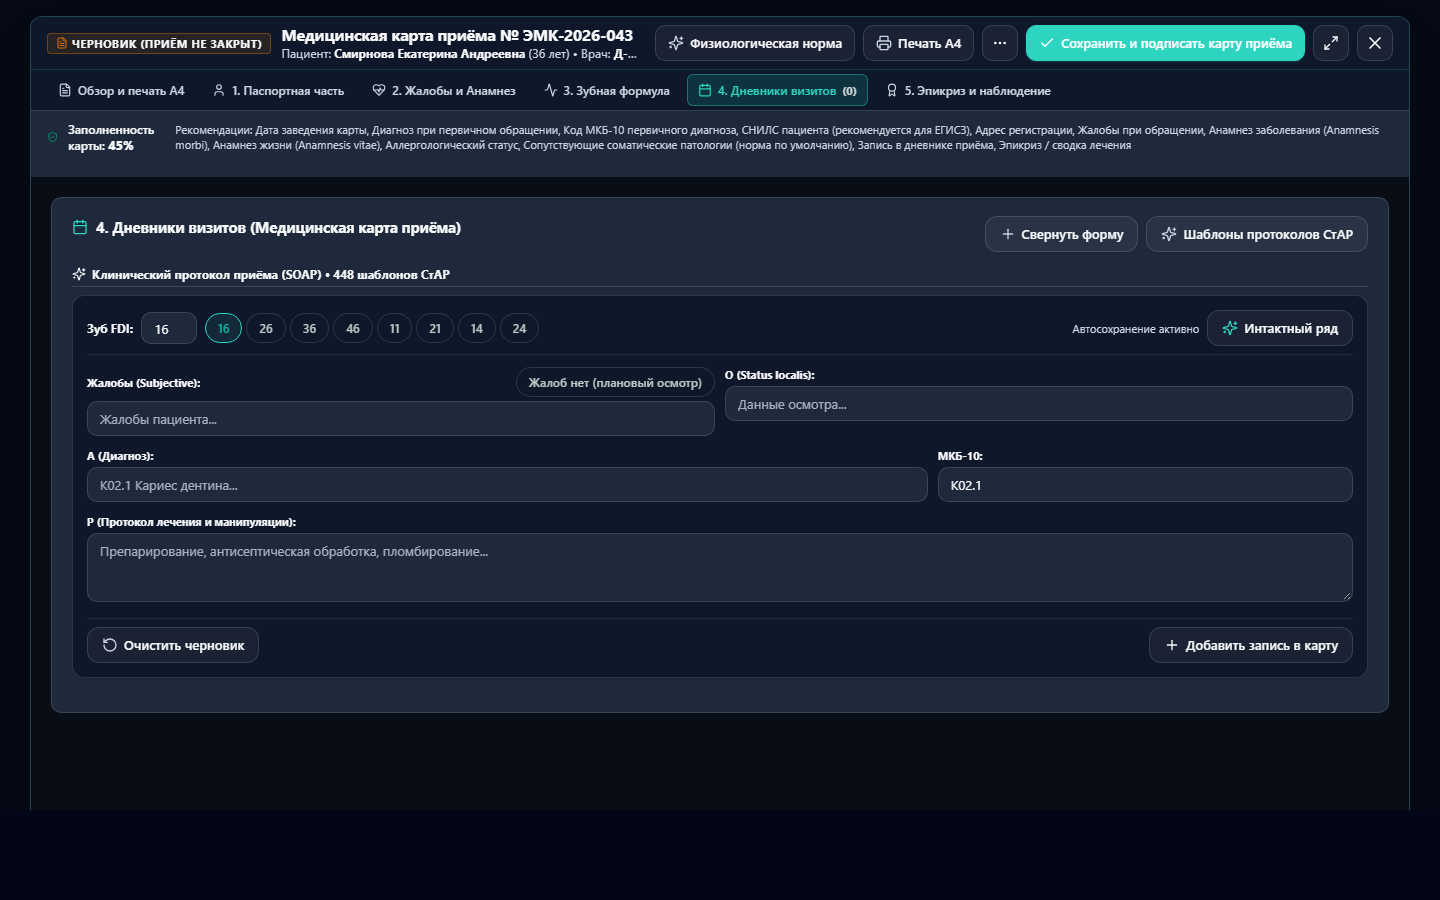 ЧЕРНОВИК (ПРИЁМ НЕ ЗАКРЫТ)
Медицинская карта приёма № ЭМК-2026-043
Пациент: Смирнова Екатерина Андреевна (36 лет) • Врач: Д-...
Физиологическая норма
Печать А4
...
Сохранить и подписать карту приёма
Обзор и печать А4
1. Паспортная часть
2. Жалобы и Анамнез
3. Зубная формула
4. Дневники визитов (0)
5. Эпикриз и наблюдение
Заполненность
карты: 45%
Рекомендации: Дата заведения карты, Диагноз при первичном обращении, Код МКБ-10 первичного диагноза, СНИЛС пациента (рекомендуется для ЕГИСЗ), Адрес регистрации, Жалобы при обращении, Анамнез заболевания (Anamnesis
morbi), Анамнез жизни (Anamnesis vitae), Аллергологический статус, Сопутствующие соматические патологии (норма по умолчанию), Запись в дневнике приёма, Эпикриз / сводка лечения
4. Дневники визитов (Медицинская карта приёма)
Свернуть форму
Шаблоны протоколов СтАР
Клинический протокол приёма (SOAP) • 448 шаблонов СтАР
Зуб FDI:
16
16
26
36
46
11
21
14
24
Автосохранение активно
Интактный ряд
Жалобы (Subjective):
Жалоб нет (плановый осмотр)
Жалобы пациента...
O (Status localis):
Данные осмотра...
A (Диагноз):
K02.1 Кариес дентина...
МКБ-10:
K02.1
P (Протокол лечения и манипуляции):
Препарирование, антисептическая обработка, пломбирование...
Очистить черновик
Добавить запись в карту